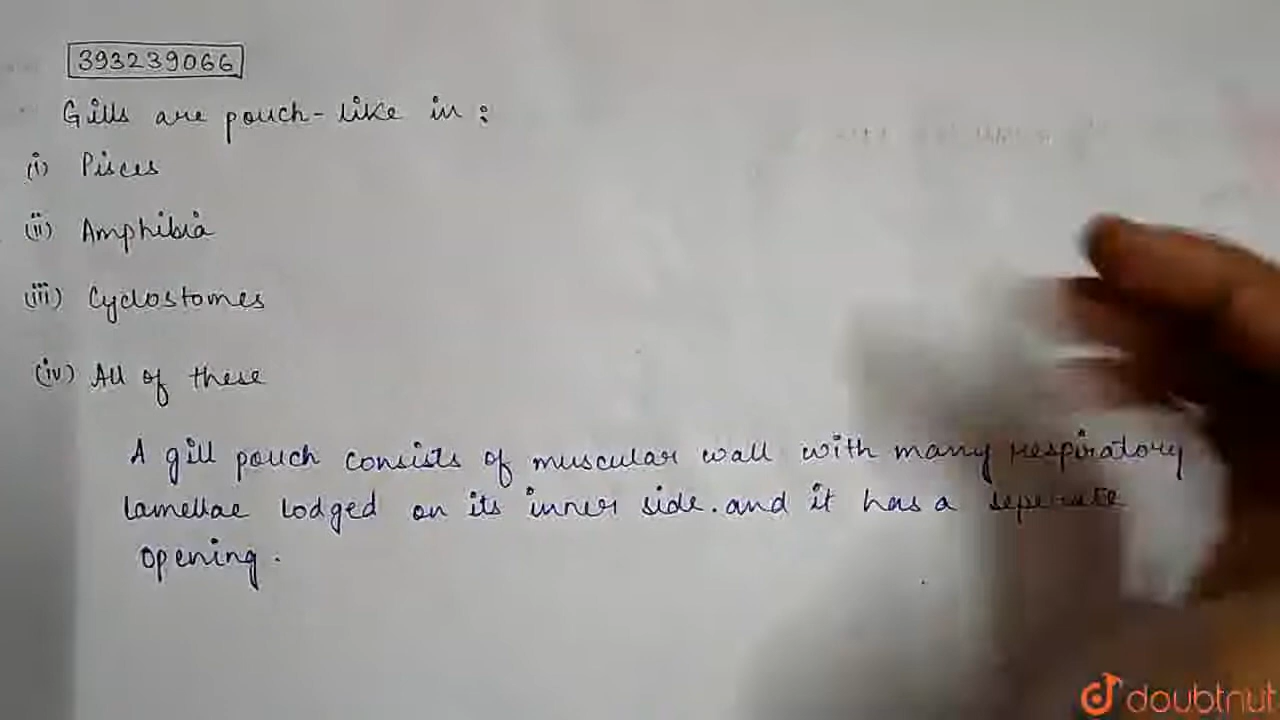 393239066
Gills are pouch-like in :
(i) Pisces
(ii) Amphibia
(iii) Cyclostomes
(iv) All of these
A gill pouch consists of muscular wall with many respiratory
lamellae lodged on its inner side. and it has a seperate
opening.
doubtnut